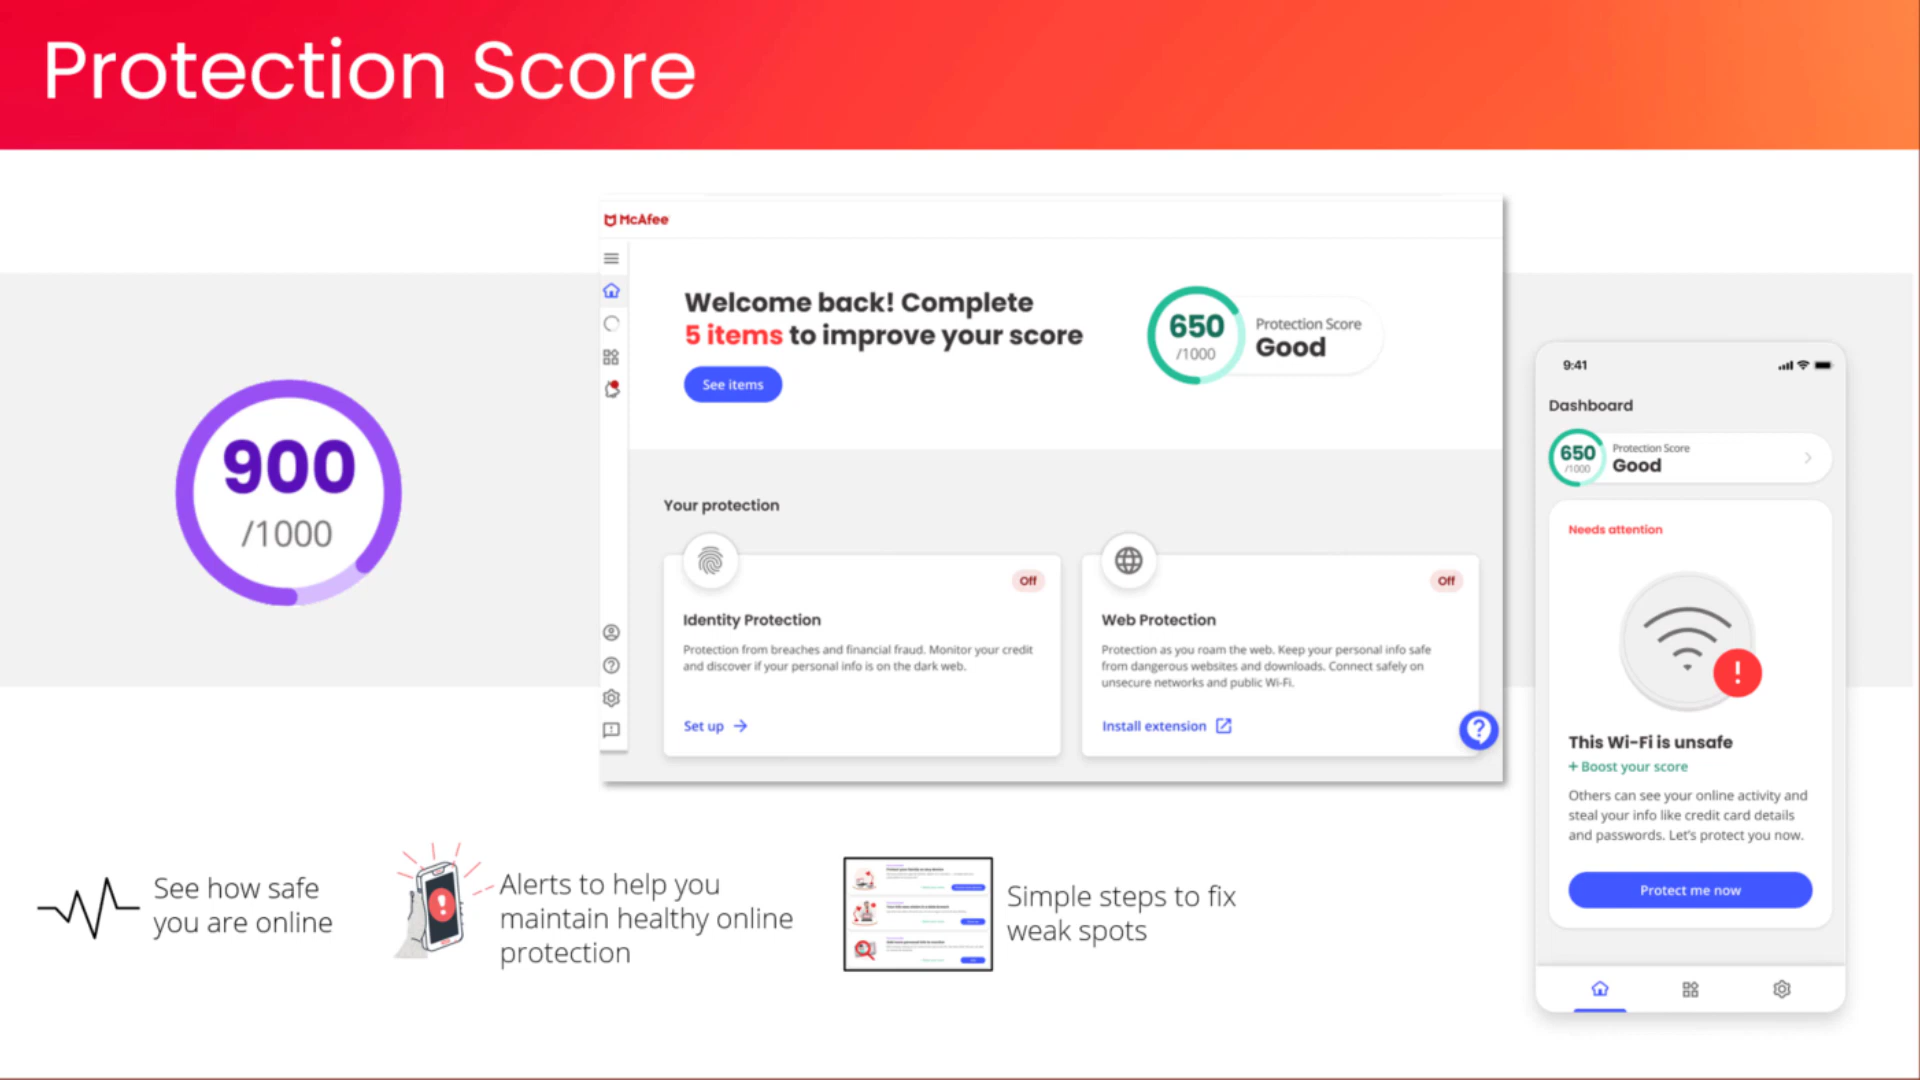 Protection Score
900
/1000
McAfee
Welcome back! Complete
5 items to improve your score
See items
650
/1000
Protection Score
Good
Your protection
Off
Identity Protection
Protection from breaches and financial fraud. Monitor your credit
and discover if your personal info is on the dark web.
Set up
Off
Web Protection
Protection as you roam the web. Keep your personal info safe
from dangerous websites and downloads. Connect safely on
unsecure networks and public Wi-Fi.
Install extension
9:41
Dashboard
650
/1000
Protection Score
Good
Needs attention
This Wi-Fi is unsafe
+ Boost your score
Others can see your online activity and
steal your info like credit card details
and passwords. Let's protect you now.
Protect me now
See how safe
you are online
Alerts to help you
maintain healthy online
protection
Simple steps to fix
weak spots